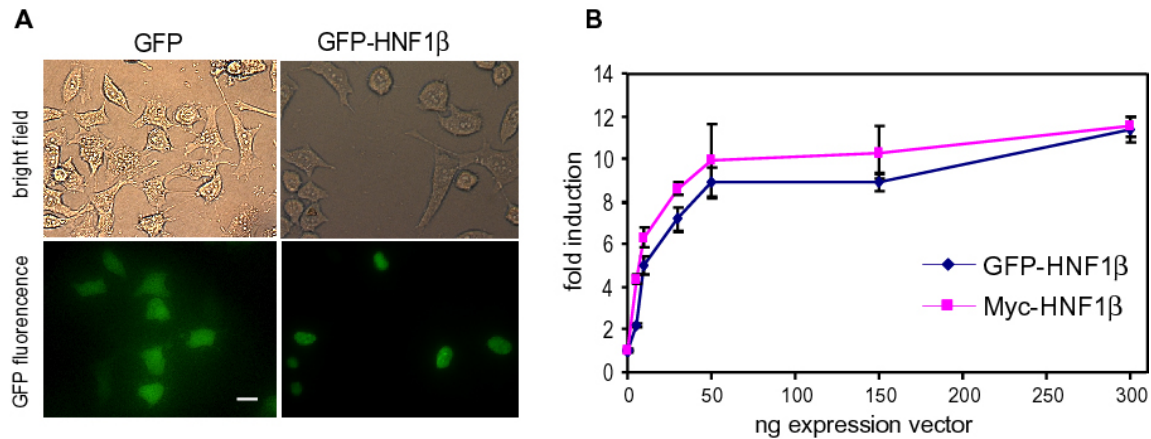 A
GFP
GFP-HNF1β
bright field
GFP fluorencence
B
fold induction
14
12
10
8
6
4
2
0
GFP-HNF1β
Myc-HNF1β
0 50 100 150 200 250 300
ng expression vector